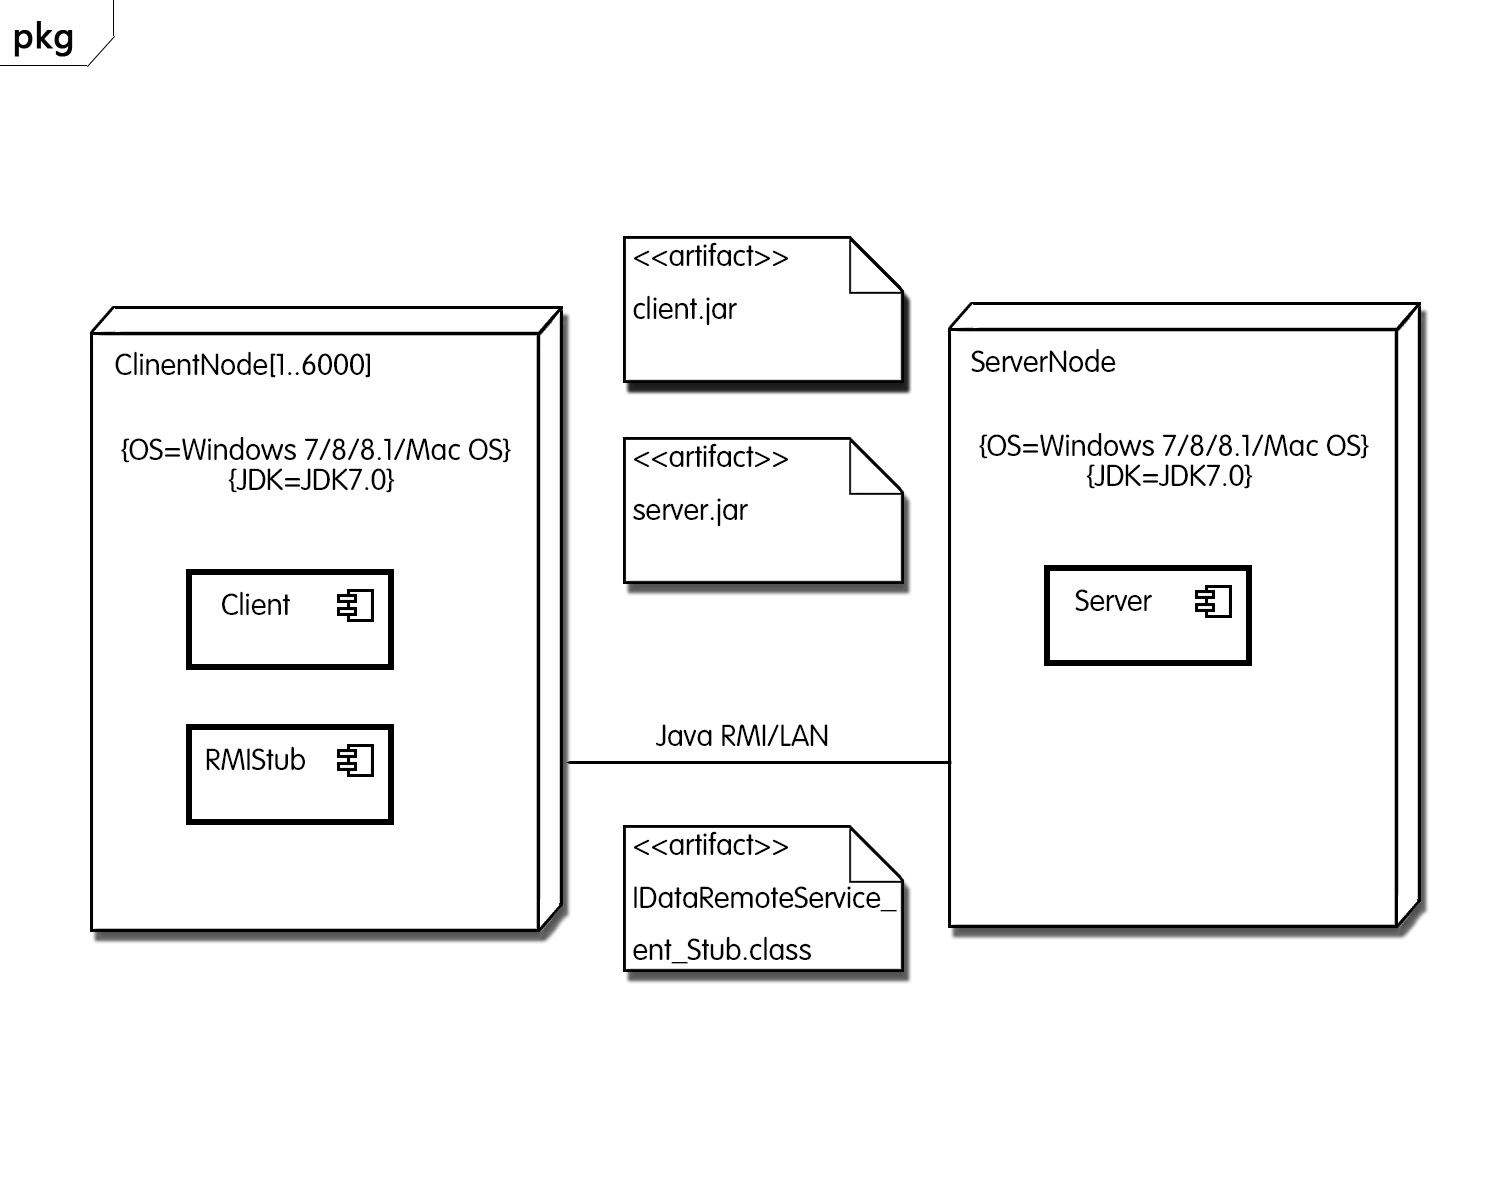 pkg
ClinentNode[1..6000]
{OS=Windows 7/8/8.1/Mac OS}
{JDK=JDK7.0}
Client
RMIStub
<<artifact>>
client.jar
<<artifact>>
server.jar
Java RMI/LAN
<<artifact>>
IDataRemoteService_
ent_Stub.class
ServerNode
{OS=Windows 7/8/8.1/Mac OS}
{JDK=JDK7.0}
Server